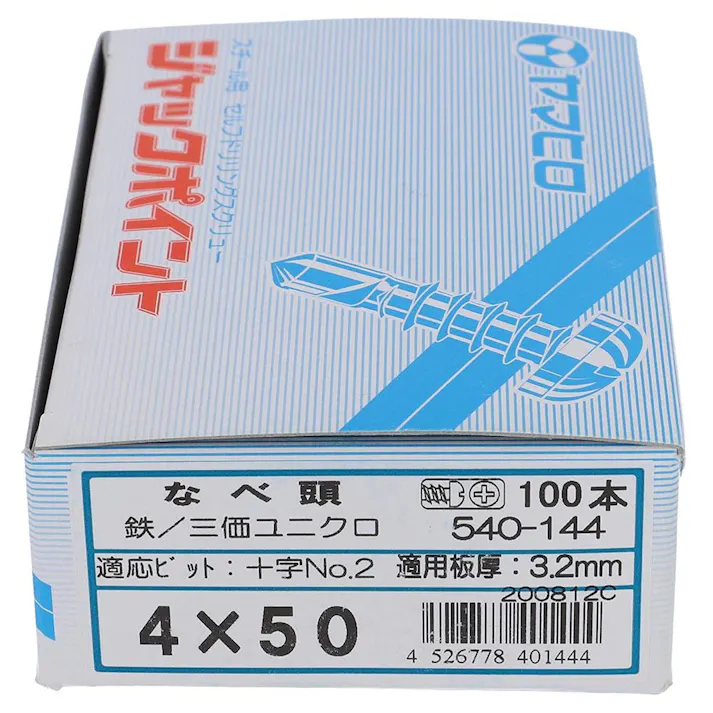 ヤマヒロ
スチール用 セルフドリリングスクリュー
ジャックポイント
なべ頭
100本
鉄／三価ユニクロ
540-144
適応ビット：十字No.2
適用板厚：3.2mm
200812C
4×50
4 526778 401444